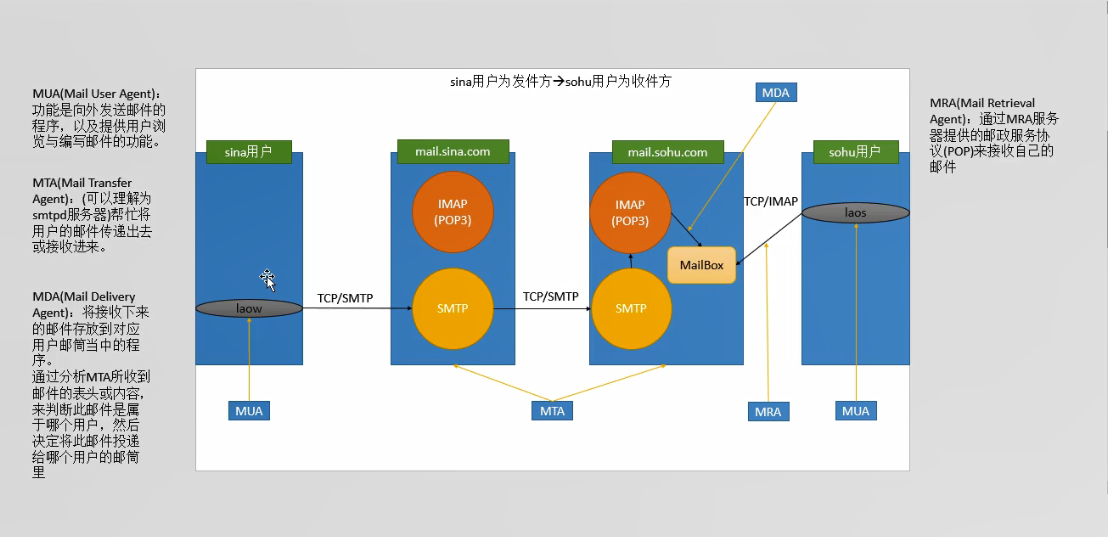 sina用户为发件方→sohu用户为收件方
MUA(Mail User Agent)：
功能是向外发送邮件的
程序，以及提供用户浏
览与编写邮件的功能。
MTA(Mail Transfer
Agent)：(可以理解为
smtpd服务器)帮忙将
用户的邮件传递出去
或接收进来。
MDA(Mail Delivery
Agent)：将接收下来
的邮件存放到对应
用户邮筒当中的程
序。
通过分析MTA所收到
邮件的表头或内容，
来判断此邮件是属
于哪个用户，然后
决定将此邮件投递
给哪个用户的邮筒
里
MDA
sina用户
mail.sina.com
mail.sohu.com
sohu用户
IMAP
(POP3)
IMAP
(POP3)
TCP/IMAP
laos
MailBox
laow
TCP/SMTP
SMTP
TCP/SMTP
SMTP
MUA
MTA
MRA
MUA
MRA(Mail Retrieval
Agent)：通过MRA服务
器提供的邮政服务协
议(POP)来接收自己的
邮件